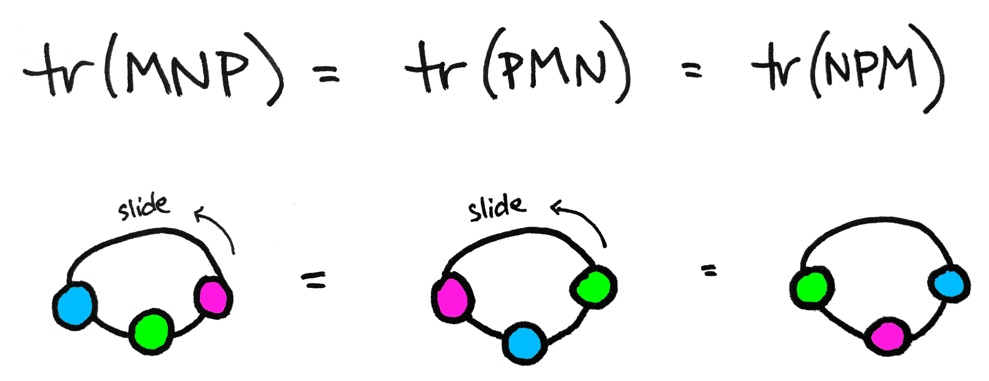 tr(MNP) = tr(PMN) = tr(NPM)
slide slide
= =